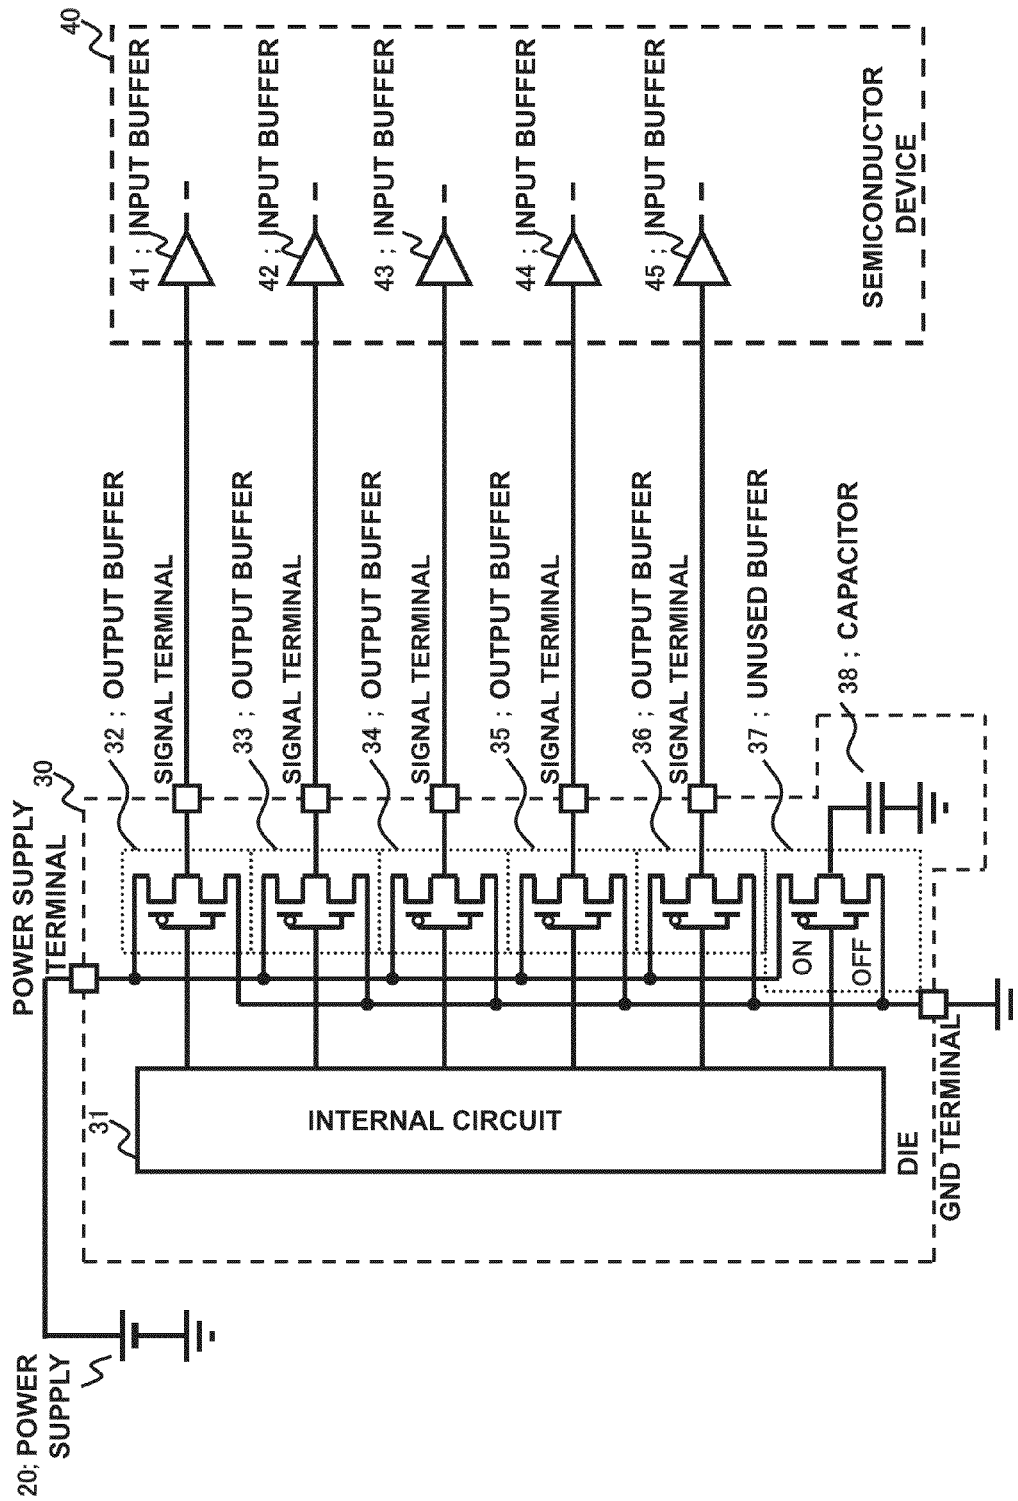 20; POWER
SUPPLY
POWER SUPPLY
TERMINAL
30
40
32 ; OUTPUT BUFFER
SIGNAL TERMINAL
41 ; INPUT BUFFER
33 ; OUTPUT BUFFER
SIGNAL TERMINAL
42 ; INPUT BUFFER
34 ; OUTPUT BUFFER
SIGNAL TERMINAL
43 ; INPUT BUFFER
35 ; OUTPUT BUFFER
SIGNAL TERMINAL
44 ; INPUT BUFFER
36 ; OUTPUT BUFFER
SIGNAL TERMINAL
45 ; INPUT BUFFER
37 ; UNUSED BUFFER
38 ; CAPACITOR
ON
OFF
31
INTERNAL CIRCUIT
DIE
GND TERMINAL
SEMICONDUCTOR
DEVICE